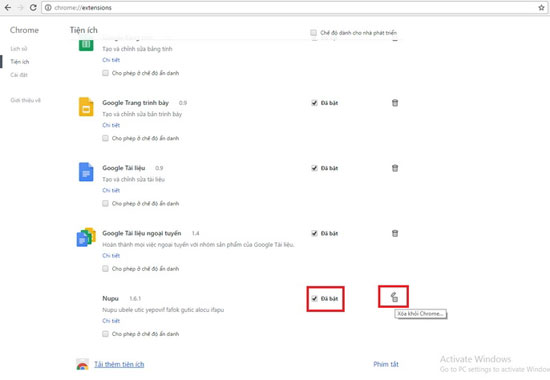 chrome://extensions
Chrome
Tiện ích
Chế độ dành cho nhà phát triển
Lịch sử
Tiện ích
Cài đặt
Giới thiệu về
Tạo và chỉnh sửa bảng tính
Chi tiết
Cho phép ở chế độ ẩn danh
Google Trang trình bày 0.9
Đã bật
Tạo và chỉnh sửa bản trình bày
Chi tiết
Cho phép ở chế độ ẩn danh
Google Tài liệu 0.9
Đã bật
Tạo và chỉnh sửa tài liệu
Chi tiết
Cho phép ở chế độ ẩn danh
Google Tài liệu ngoại tuyến 1.4
Đã bật
Hoàn thành mọi việc ngoại tuyến với nhóm sản phẩm của Google Tài liệu.
Chi tiết
Cho phép ở chế độ ẩn danh
Nupu 1.6.1
Đã bật
Nupu ubele utic yepovif fafok gutic alocu ifapu
Xóa khỏi Chrome...
Chi tiết
Cho phép ở chế độ ẩn danh
Tải thêm tiện ích
Phím tắt
Activate Windows
Go to PC settings to activate Window